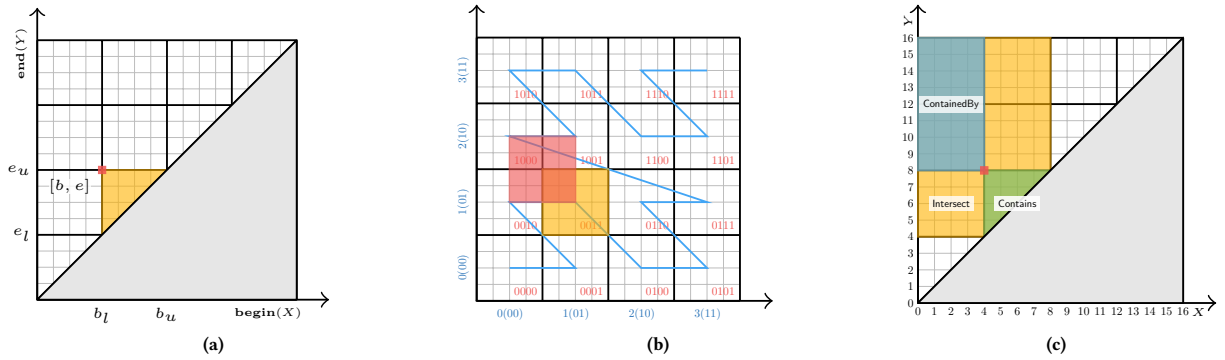 end(Y)
e_u
[b, e]
e_l
b_l
b_u
begin(X)
(a)
3(11)
2(10)
1(01)
0(00)
1010
1011
1110
1111
1000
1001
1100
1101
0010
0011
0110
0111
0000
0001
0100
0101
0(00)
1(01)
2(10)
3(11)
(b)
Y
16
15
14
13
12
11
10
9
8
7
6
5
4
3
2
1
0
ContainedBy
Intersect
Contains
0 1 2 3 4 5 6 7 8 9 10 11 12 13 14 15 16
X
(c)